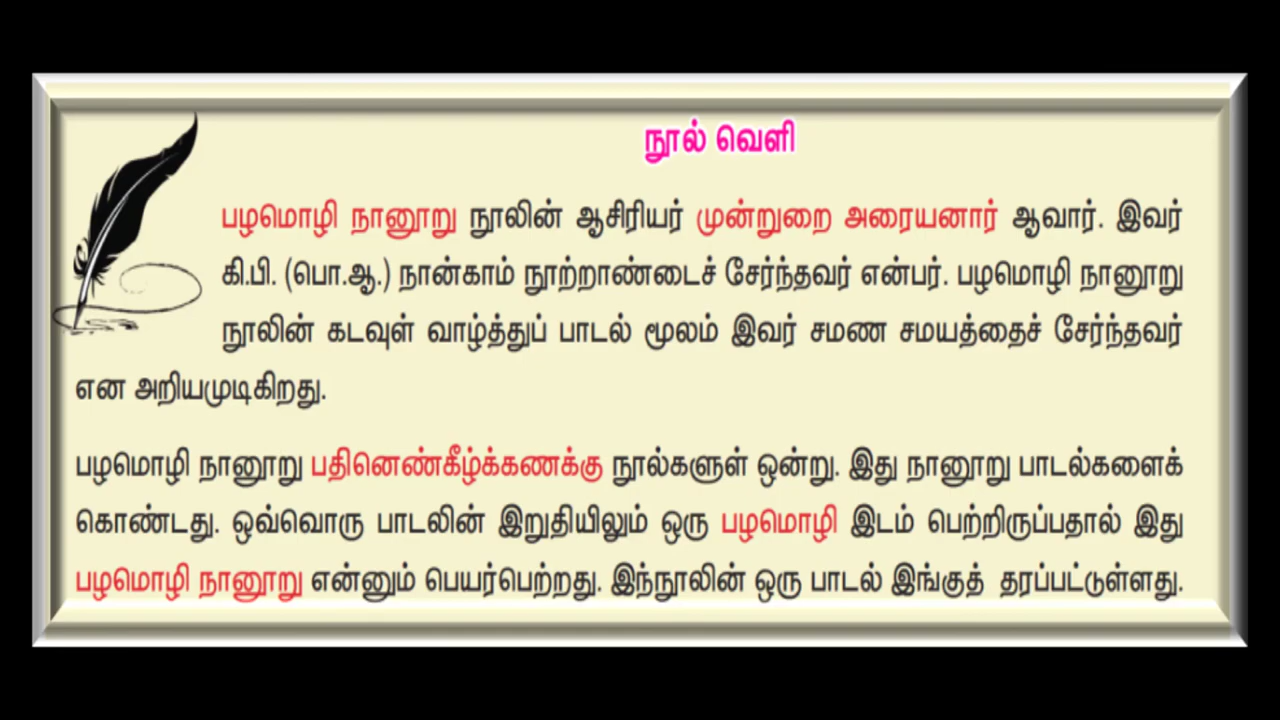 நூல் வெளி
பழமொழி நானூறு நூலின் ஆசிரியர் முன்றுறை அரையனார் ஆவார். இவர்
கி.பி. (பொ.ஆ.) நான்காம் நூற்றாண்டைச் சேர்ந்தவர் என்பர். பழமொழி நானூறு
நூலின் கடவுள் வாழ்த்துப் பாடல் மூலம் இவர் சமண சமயத்தைச் சேர்ந்தவர்
என அறியமுடிகிறது.
பழமொழி நானூறு பதினெண்கீழ்க்கணக்கு நூல்களுள் ஒன்று. இது நானூறு பாடல்களைக்
கொண்டது. ஒவ்வொரு பாடலின் இறுதியிலும் ஒரு பழமொழி இடம் பெற்றிருப்பதால் இது
பழமொழி நானூறு என்னும் பெயர்பெற்றது. இந்நூலின் ஒரு பாடல் இங்குத் தரப்பட்டுள்ளது.